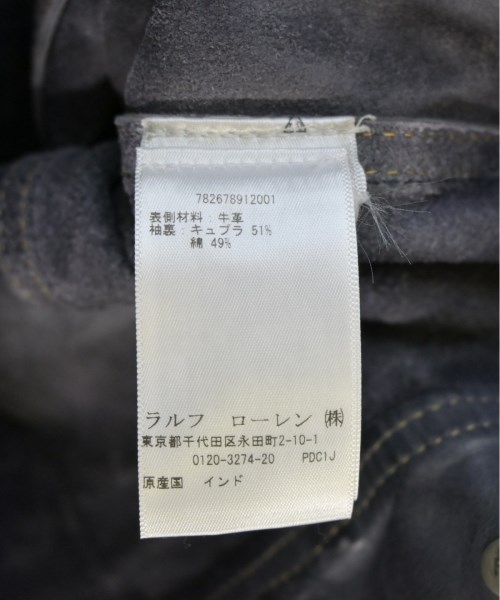 782678912001
表側材料：牛革
袖裏：キュプラ 51%
綿 49%
ラルフ ローレン ㈱
東京都千代田区永田町2-10-1
0120-3274-20 PDC1J
原産国 インド